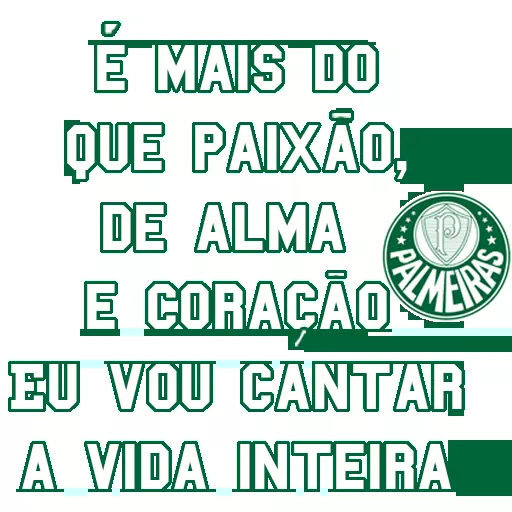 É MAIS DO
QUE PAIXÃO,
DE ALMA
E CORAÇÃO
EU VOU CANTAR
A VIDA INTEIRA
P
PALMEIRAS